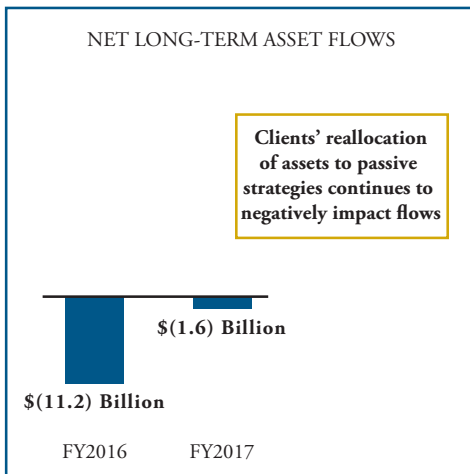 NET LONG-TERM ASSET FLOWS
Clients' reallocation
of assets to passive
strategies continues to
negatively impact flows
$(1.6) Billion
$(11.2) Billion
FY2016 FY2017